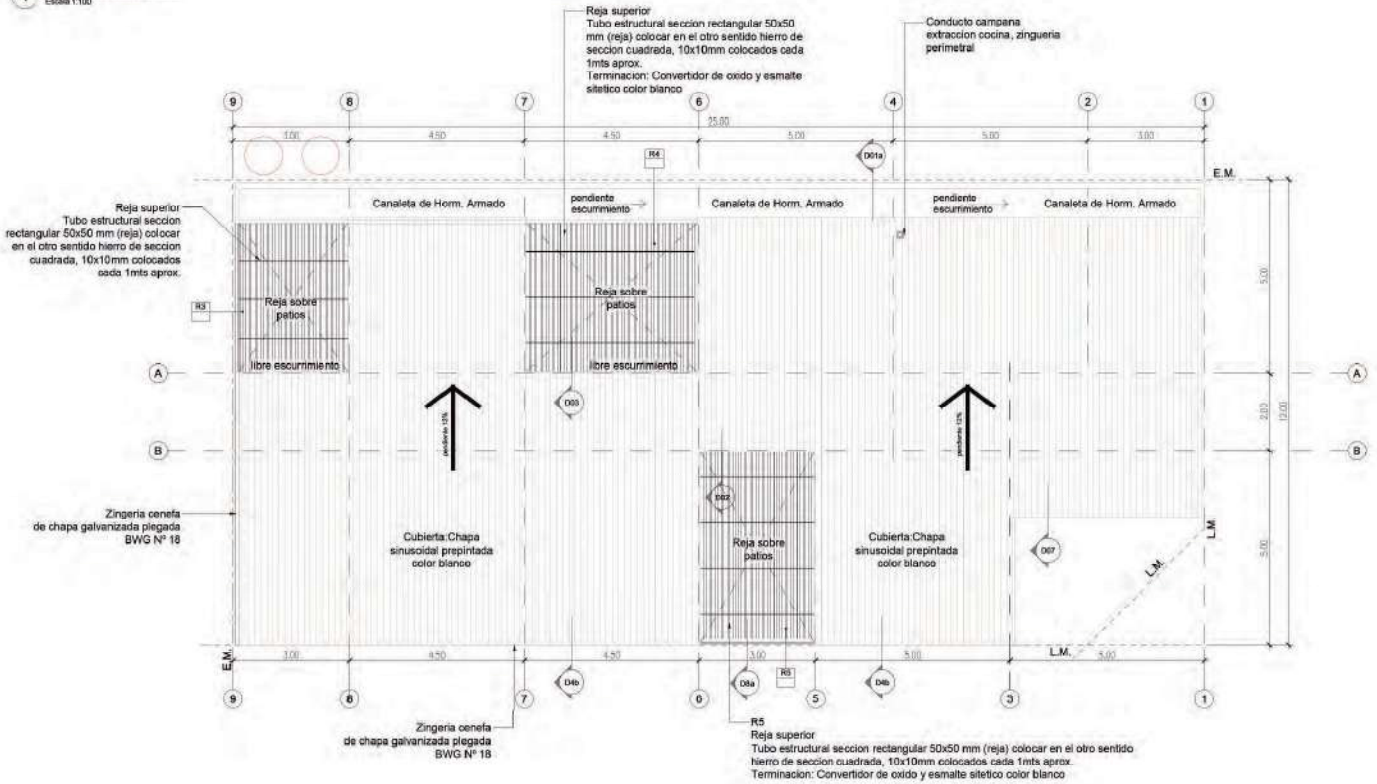 Escala 1:100
Reja superior
Tubo estructural seccion rectangular 50x50
mm (reja) colocar en el otro sentido hierro de
seccion cuadrada, 10x10mm colocados cada
1mts aprox.
Terminacion: Convertidor de oxido y esmalte
sitetico color blanco
Conducto campana
extraccion cocina, zingueria
perimetral
9
8
7
6
4
2
1
25.00
3.00
4.50
4.50
5.00
5.00
3.00
R4
D01a
E.M.
Canaleta de Horm. Armado
pendiente
escurrimiento
Canaleta de Horm. Armado
pendiente
escurrimiento
Canaleta de Horm. Armado
Reja superior
Tubo estructural seccion
rectangular 50x50 mm (reja) colocar
en el otro sentido hierro de seccion
cuadrada, 10x10mm colocados
cada 1mts aprox.
R3
Reja sobre
patios
libre escurrimiento
Reja sobre
patios
libre escurrimiento
5.00
A
A
D03
pendiente 12%
pendiente 12%
2.00
12.00
B
B
D02
Zingeria cenefa
de chapa galvanizada plegada
BWG Nº 18
Cubierta:Chapa
sinusoidal prepintada
color blanco
Reja sobre
patios
Cubierta:Chapa
sinusoidal prepintada
color blanco
D07
5.00
L.M.
L.M.
L.M.
E.M.
3.00
4.50
4.50
3.00
5.00
5.00
D4b
D8a
R5
D4b
9
8
7
6
5
3
1
Zingeria cenefa
de chapa galvanizada plegada
BWG Nº 18
R5
Reja superior
Tubo estructural seccion rectangular 50x50 mm (reja) colocar en el otro sentido
hierro de seccion cuadrada, 10x10mm colocados cada 1mts aprox.
Terminacion: Convertidor de oxido y esmalte sitetico color blanco